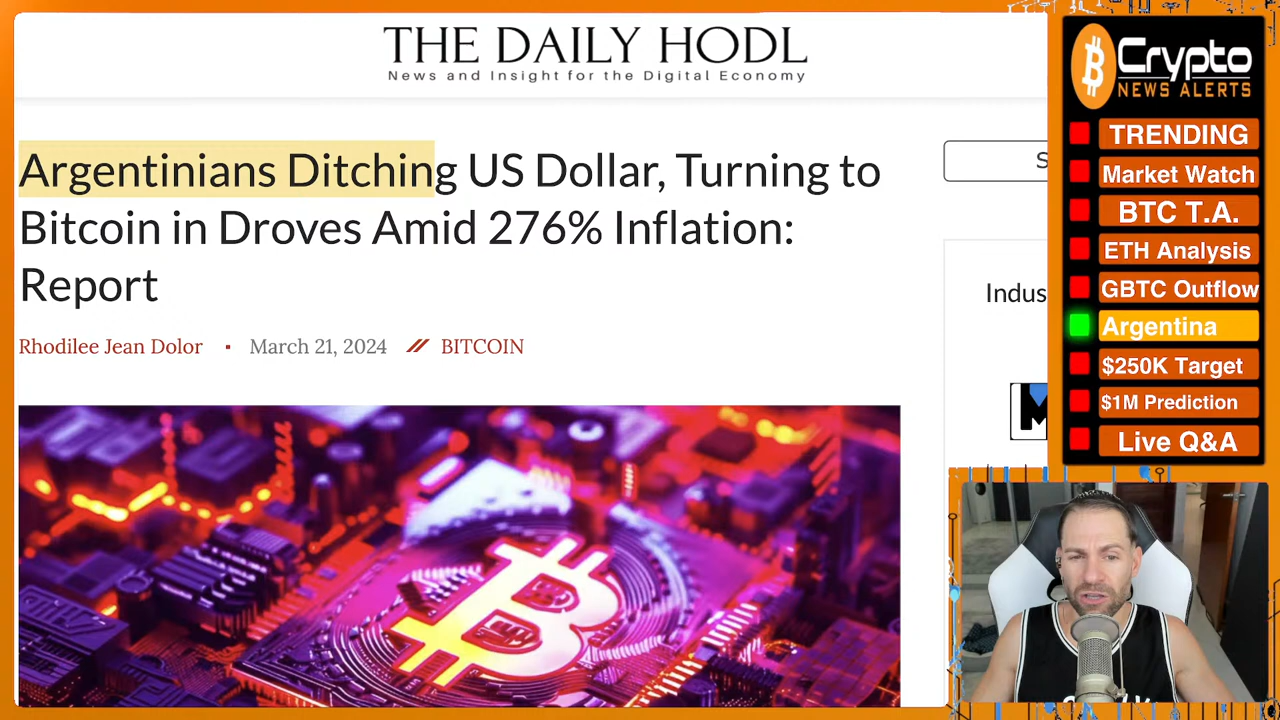 THE DAILY HODL
News and Insight for the Digital Economy
Argentinians Ditching US Dollar, Turning to
Bitcoin in Droves Amid 276% Inflation:
Report
Rhodilee Jean Dolor
March 21, 2024
BITCOIN
S
Indus
M
Crypto
NEWS ALERTS
TRENDING
Market Watch
BTC T.A.
ETH Analysis
GBTC Outflow
Argentina
$250K Target
$1M Prediction
Live Q&A